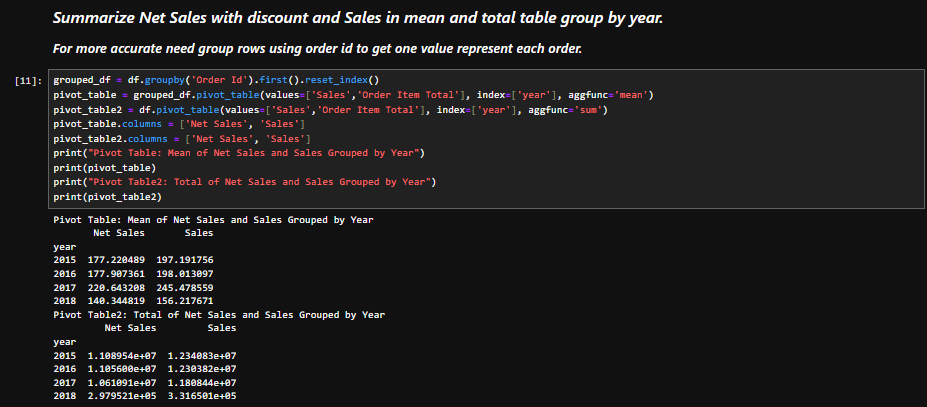 Summarize Net Sales with discount and Sales in mean and total table group by year.
For more accurate need group rows using order id to get one value represent each order.
[11]: grouped_df = df.groupby('Order Id').first().reset_index()
pivot_table = grouped_df.pivot_table(values=['Sales','Order Item Total'], index=['year'], aggfunc='mean')
pivot_table2 = df.pivot_table(values=['Sales','Order Item Total'], index=['year'], aggfunc='sum')
pivot_table.columns = ['Net Sales', 'Sales']
pivot_table2.columns = ['Net Sales', 'Sales']
print("Pivot Table: Mean of Net Sales and Sales Grouped by Year")
print(pivot_table)
print("Pivot Table2: Total of Net Sales and Sales Grouped by Year")
print(pivot_table2)
Pivot Table: Mean of Net Sales and Sales Grouped by Year
Net Sales Sales
year
2015 177.220489 197.191756
2016 177.907361 198.013097
2017 220.643208 245.478559
2018 140.344819 156.217671
Pivot Table2: Total of Net Sales and Sales Grouped by Year
Net Sales Sales
year
2015 1.108954e+07 1.234083e+07
2016 1.105600e+07 1.230382e+07
2017 1.061091e+07 1.180844e+07
2018 2.979521e+05 3.316501e+05